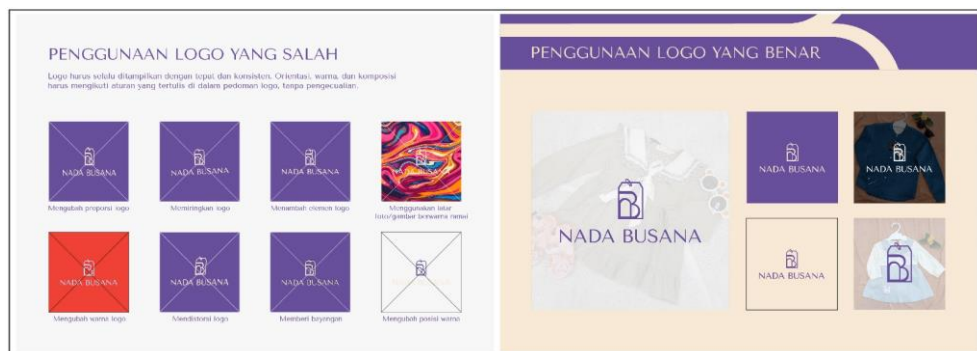 PENGGUNAAN LOGO YANG SALAH
Logo harus selalu ditampilkan dengan tepat dan konsisten. Orientasi, warna, dan komposisi
harus mengikuti aturan yang tertulis di dalam pedoman logo, tanpa pengecualian.
NADA BUSANA
Mengubah proporsi logo
NADA BUSANA
Memiringkan logo
NADA BUSANA
Menambah elemen logo
NADA BUSANA
Menggunakan latar
foto/gambar berwarna ramai
NADA BUSANA
Mengubah warna logo
NADA BUSANA
Mendistorsi logo
NADA BUSANA
Memberi bayangan
Mengubah posisi warna
PENGGUNAAN LOGO YANG BENAR
NADA BUSANA
NADA BUSANA
NADA BUSANA
NADA BUSANA